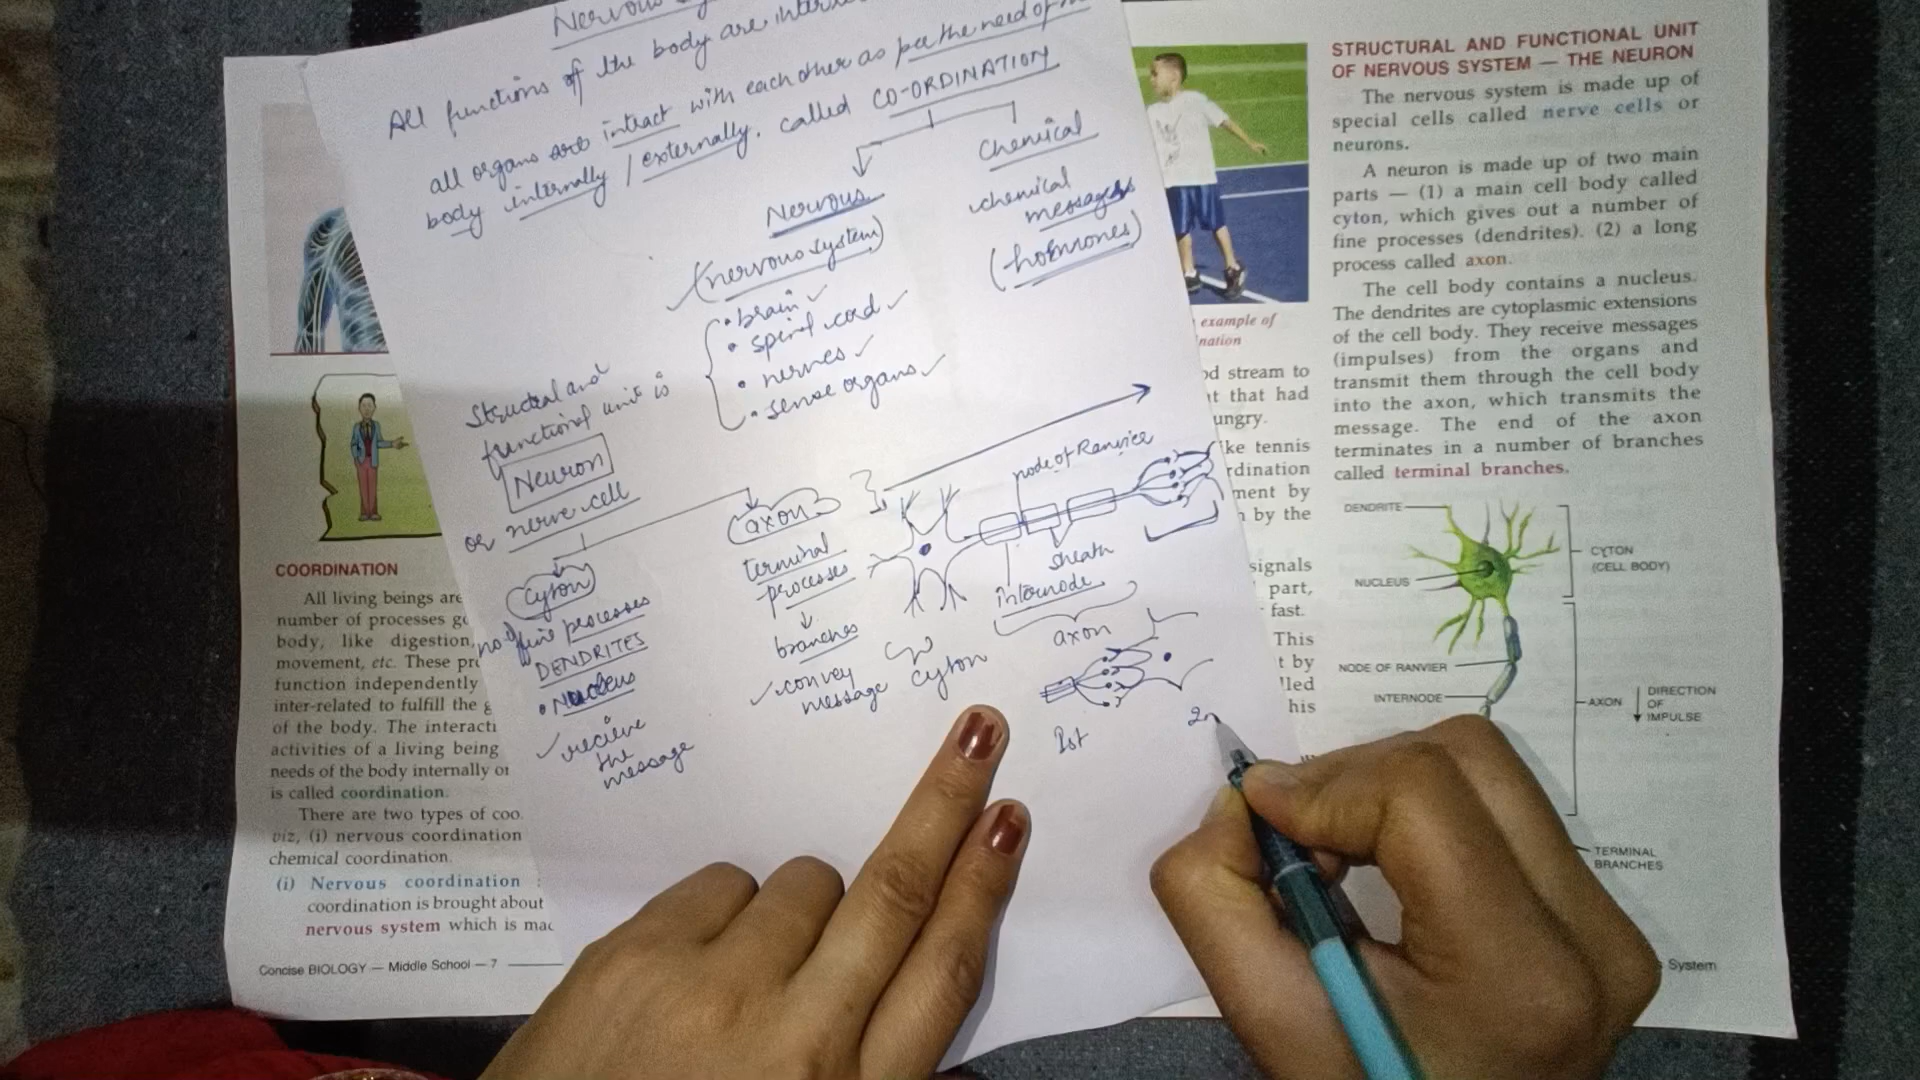 Nervous
All functions of the body are
all organs are intract with each other as per the need of
body internally / externally. called CO-ORDINATION
Nervous
(nervous system)
• brain ✓
• spinal cord ✓
• nerves ✓
• sense organs ✓
Chemical
chemical
messages
(hormones)
Structural and
functional unit is
Neuron
or nerve cell
cyton
no of fine processes
DENDRITES
• Nucleus
✓ recieve
the
message
axon
terminal
processes
branches
✓ convey
message
node of Ranvier
sheath
internode
axon
cyton
1st
2n
COORDINATION
All living beings are
number of processes
body, like digestion,
movement, etc. These
function independently
inter-related to fulfill the
of the body. The interacti
activities of a living being
needs of the body internally or
is called coordination.
There are two types of coo
viz, (i) nervous coordination
chemical coordination.
(i) Nervous coordination :
coordination is brought about
nervous system which is mad
Concise BIOLOGY — Middle School — 7
example of
nation
od stream to
t that had
ungry.
ke tennis
rdination
ment by
by the
signals
part,
fast.
This
t by
lled
his
STRUCTURAL AND FUNCTIONAL UNIT
OF NERVOUS SYSTEM — THE NEURON
The nervous system is made up of
special cells called nerve cells or
neurons.
A neuron is made up of two main
parts — (1) a main cell body called
cyton, which gives out a number of
fine processes (dendrites). (2) a long
process called axon.
The cell body contains a nucleus.
The dendrites are cytoplasmic extensions
of the cell body. They receive messages
(impulses) from the organs and
transmit them through the cell body
into the axon, which transmits the
message. The end of the axon
terminates in a number of branches
called terminal branches.
DENDRITE
NUCLEUS
CYTON
(CELL BODY)
NODE OF RANVIER
INTERNODE
AXON
DIRECTION
OF
IMPULSE
TERMINAL
BRANCHES
System